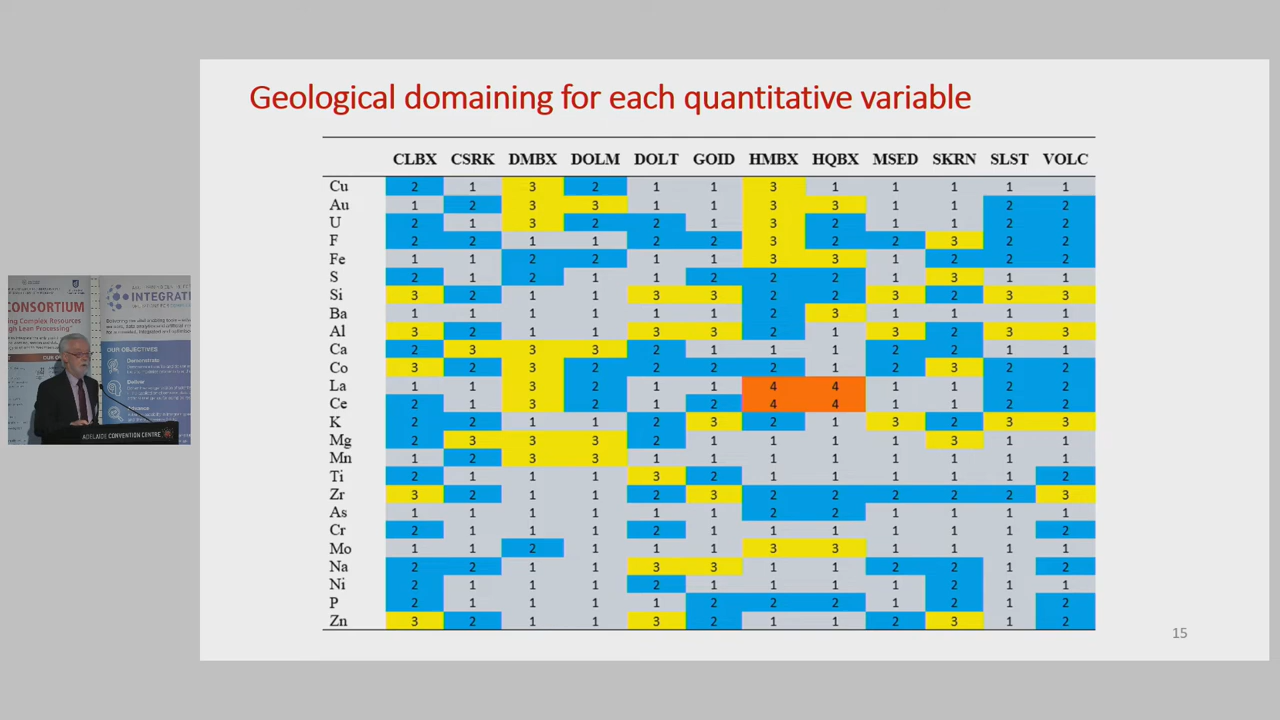 Geological domaining for each quantitative variable
CLBX CSRK DMBX DOLM DOLT GOID HMBX HQBX MSED SKRN SLST VOLC
Cu 2 1 3 2 1 1 3 1 1 1 1 1
Au 1 2 3 3 1 1 3 3 1 1 2 2
U 2 1 3 2 2 1 3 2 1 1 2 2
F 2 2 1 1 2 2 3 2 2 3 2 2
Fe 1 1 2 2 1 1 3 3 1 2 2 2
S 2 1 2 1 1 2 2 2 1 3 1 1
Si 3 2 1 1 3 3 2 2 3 2 3 3
Ba 1 1 1 1 1 1 2 3 1 1 1 1
Al 3 2 1 1 3 3 2 1 3 2 3 3
Ca 2 3 3 3 2 1 1 1 2 2 1 1
Co 3 2 3 2 2 2 2 1 2 3 2 2
La 1 1 3 2 1 1 4 4 1 1 2 2
Ce 2 1 3 2 1 2 4 4 1 1 2 2
K 2 2 1 1 2 3 2 1 3 2 3 3
Mg 2 3 3 3 2 1 1 1 1 3 1 1
Mn 1 2 3 3 1 1 1 1 1 1 1 1
Ti 2 1 1 1 3 2 1 1 1 1 1 2
Zr 3 2 1 1 2 3 2 2 2 2 2 3
As 1 1 1 1 1 1 2 2 1 1 1 1
Cr 2 1 1 1 2 1 1 1 1 1 1 2
Mo 1 1 2 1 1 1 3 3 1 1 1 1
Na 2 2 1 1 3 3 1 1 2 2 1 2
Ni 2 1 1 1 2 1 1 1 1 2 1 1
P 2 1 1 1 1 2 2 2 1 2 1 2
Zn 3 2 1 1 3 2 1 1 2 3 1 2
15
CONSORTIUM
INTEGRAT
OUR OBJECTIVES
Demonstrate
ADELAIDE CONVENTION CENTRE